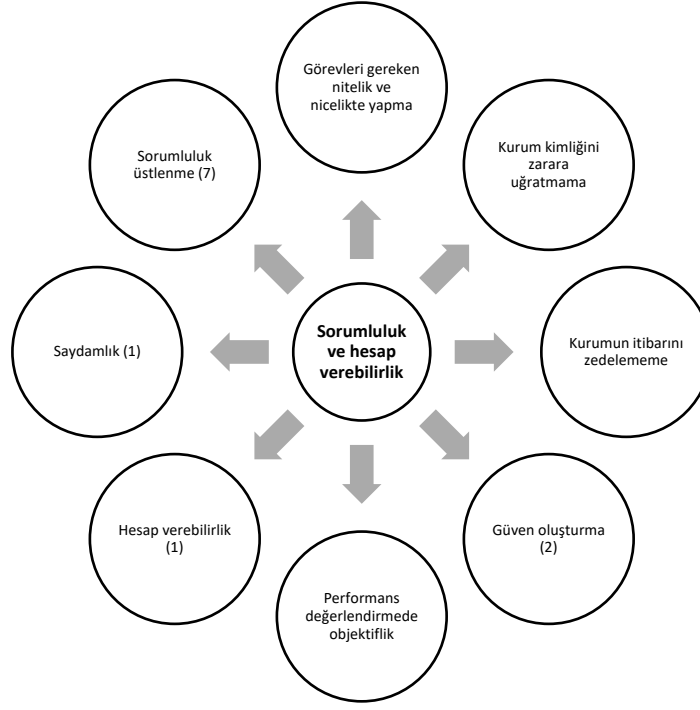 Görevleri gereken
nitelik ve
nicelikte yapma
Kurum kimliğini
zarara
uğratmama
Kurumun itibarını
zedelememe
Güven oluşturma
(2)
Performans
değerlendirmede
objektiflik
Hesap verebilirlik
(1)
Saydamlık (1)
Sorumluluk
üstlenme (7)
Sorumluluk
ve hesap
verebilirlik